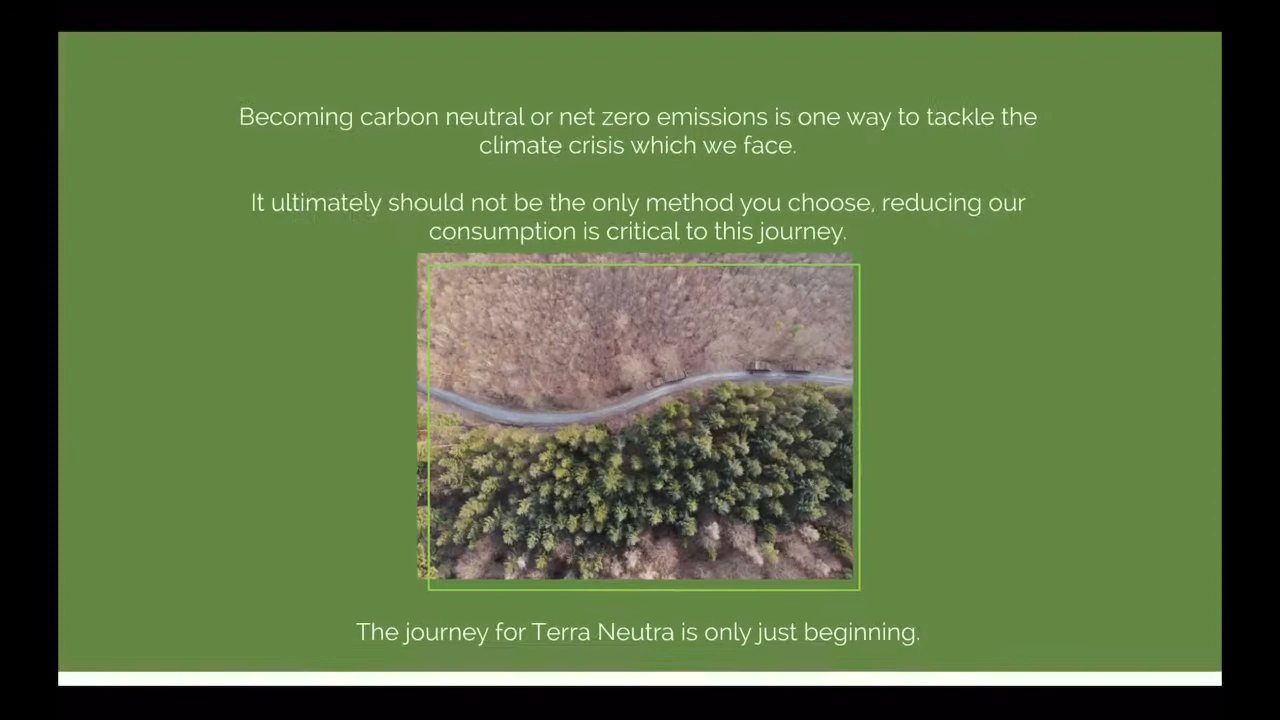 Becoming carbon neutral or net zero emissions is one way to tackle the
climate crisis which we face.
It ultimately should not be the only method you choose, reducing our
consumption is critical to this journey.
The journey for Terra Neutra is only just beginning.